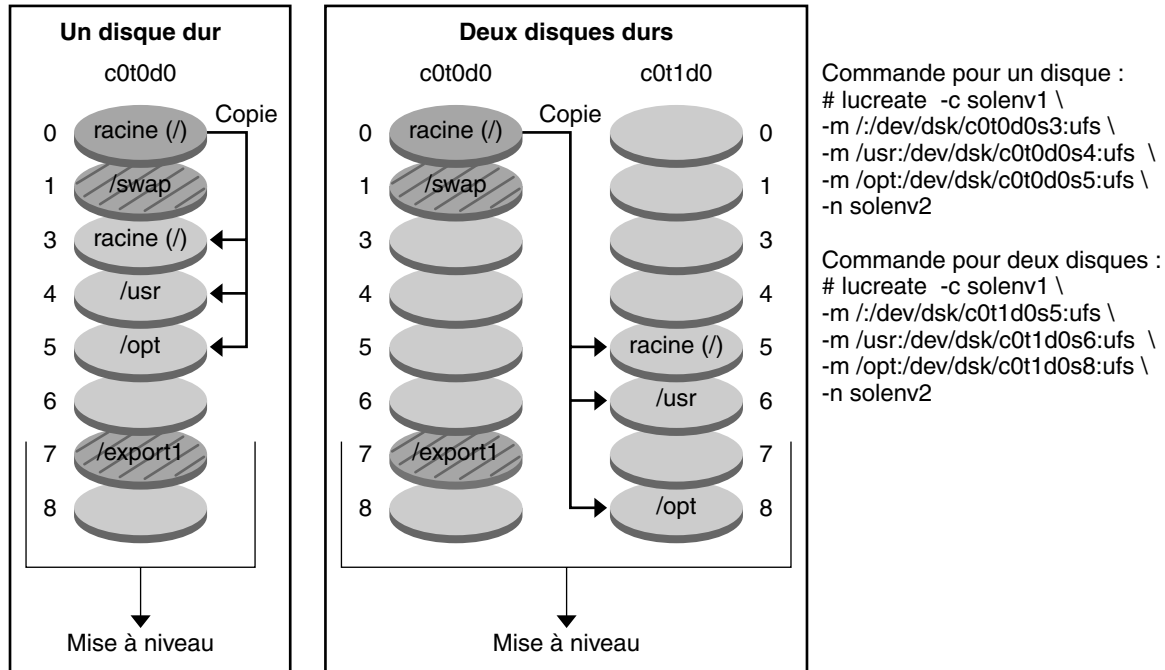 Un disque dur
c0t0d0
Copie
0 racine (/)
1 /swap
3 racine (/)
4 /usr
5 /opt
6
7 /export1
8
Mise à niveau
Deux disques durs
c0t0d0 c0t1d0
Copie
0 racine (/) 0
1 /swap 1
3 3
4 4
5 racine (/) 5
6 /usr 6
7 /export1 7
8 /opt 8
Mise à niveau
Commande pour un disque :
# lucreate -c solenv1 \
-m /:/dev/dsk/c0t0d0s3:ufs \
-m /usr:/dev/dsk/c0t0d0s4:ufs \
-m /opt:/dev/dsk/c0t0d0s5:ufs \
-n solenv2
Commande pour deux disques :
# lucreate -c solenv1 \
-m /:/dev/dsk/c0t1d0s5:ufs \
-m /usr:/dev/dsk/c0t1d0s6:ufs \
-m /opt:/dev/dsk/c0t1d0s8:ufs \
-n solenv2